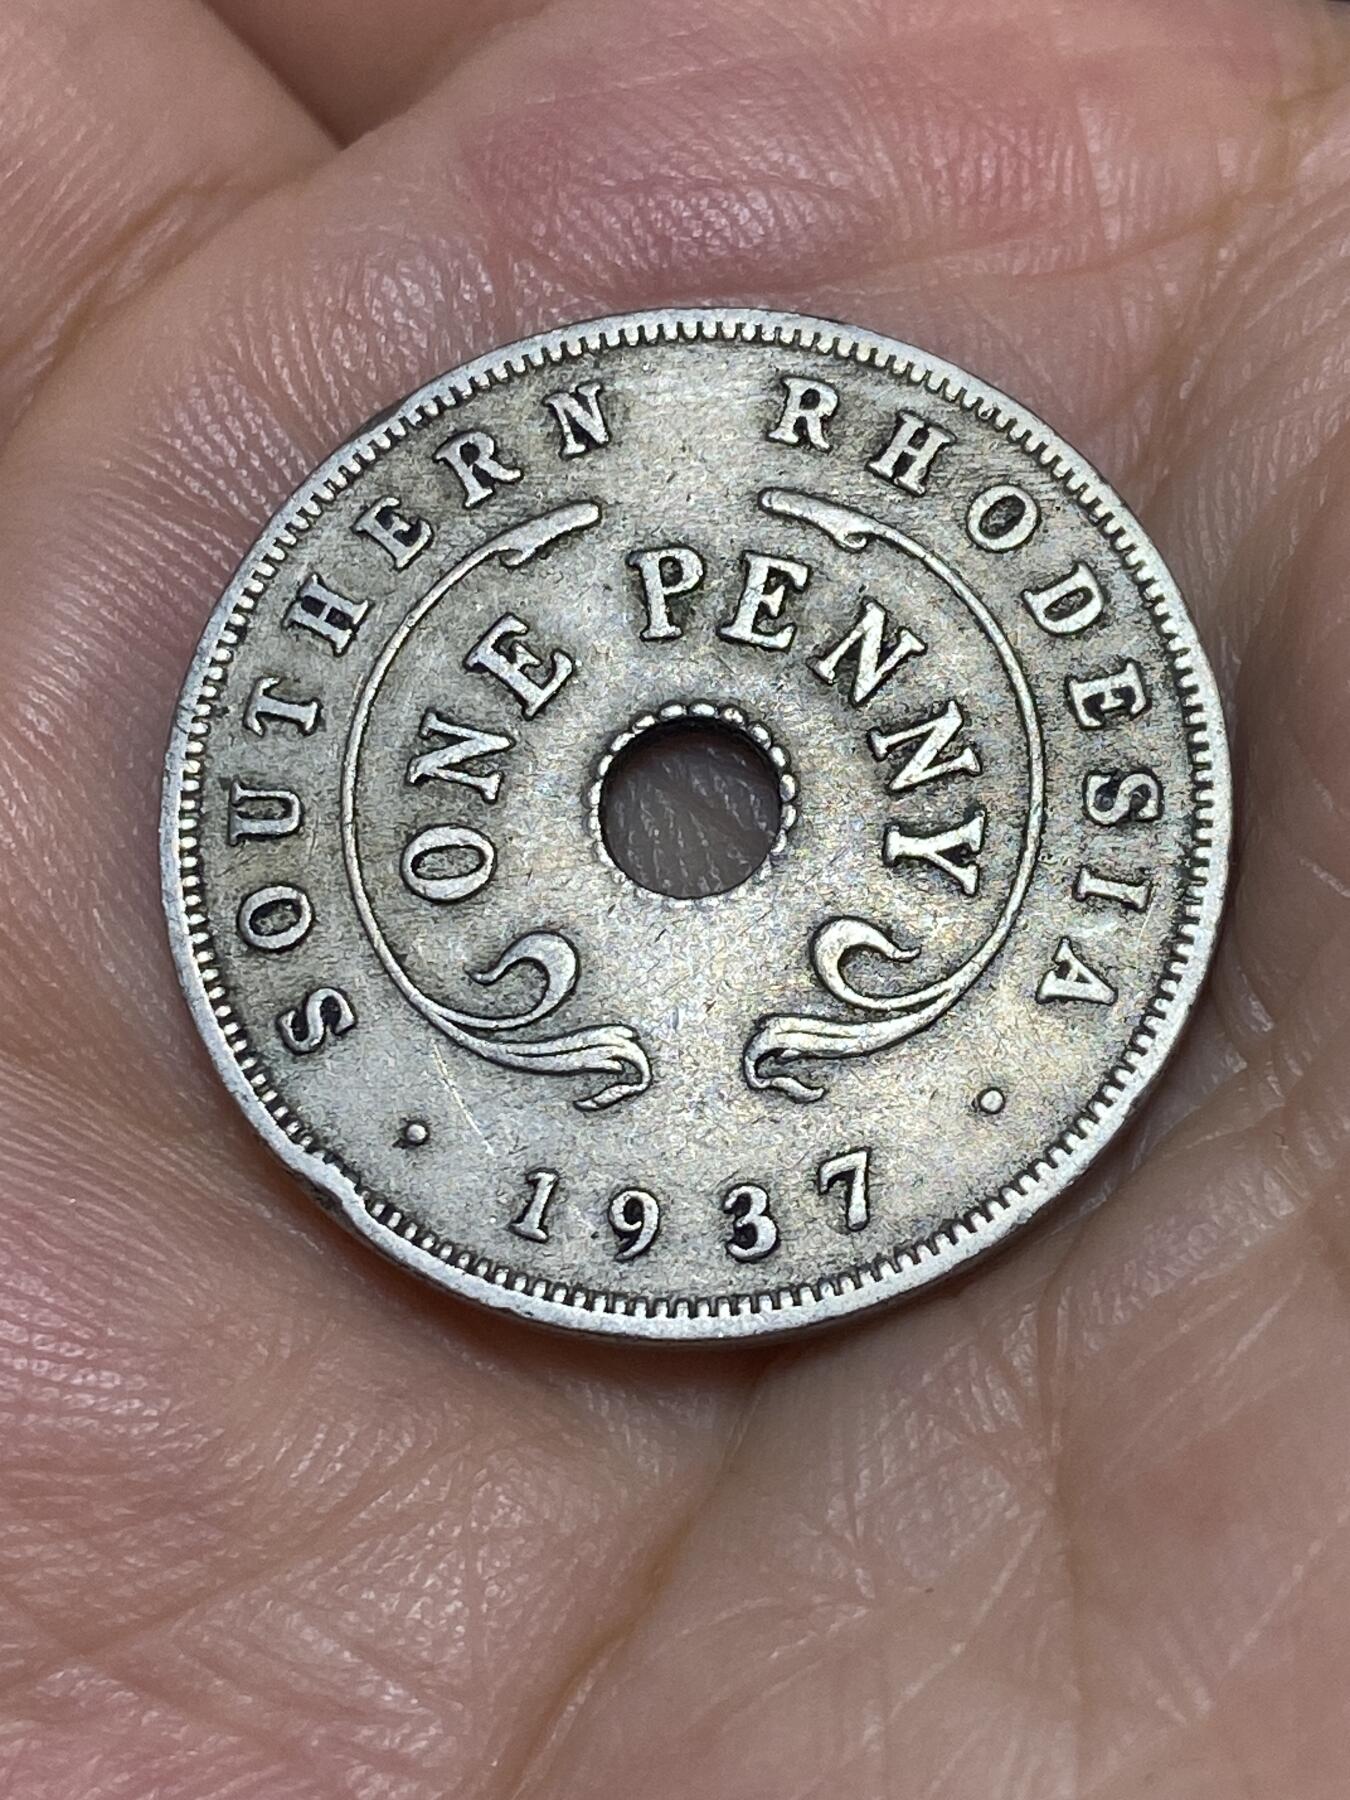 SOUTHERN RHODESIA
ONE PENNY
• 1937 •